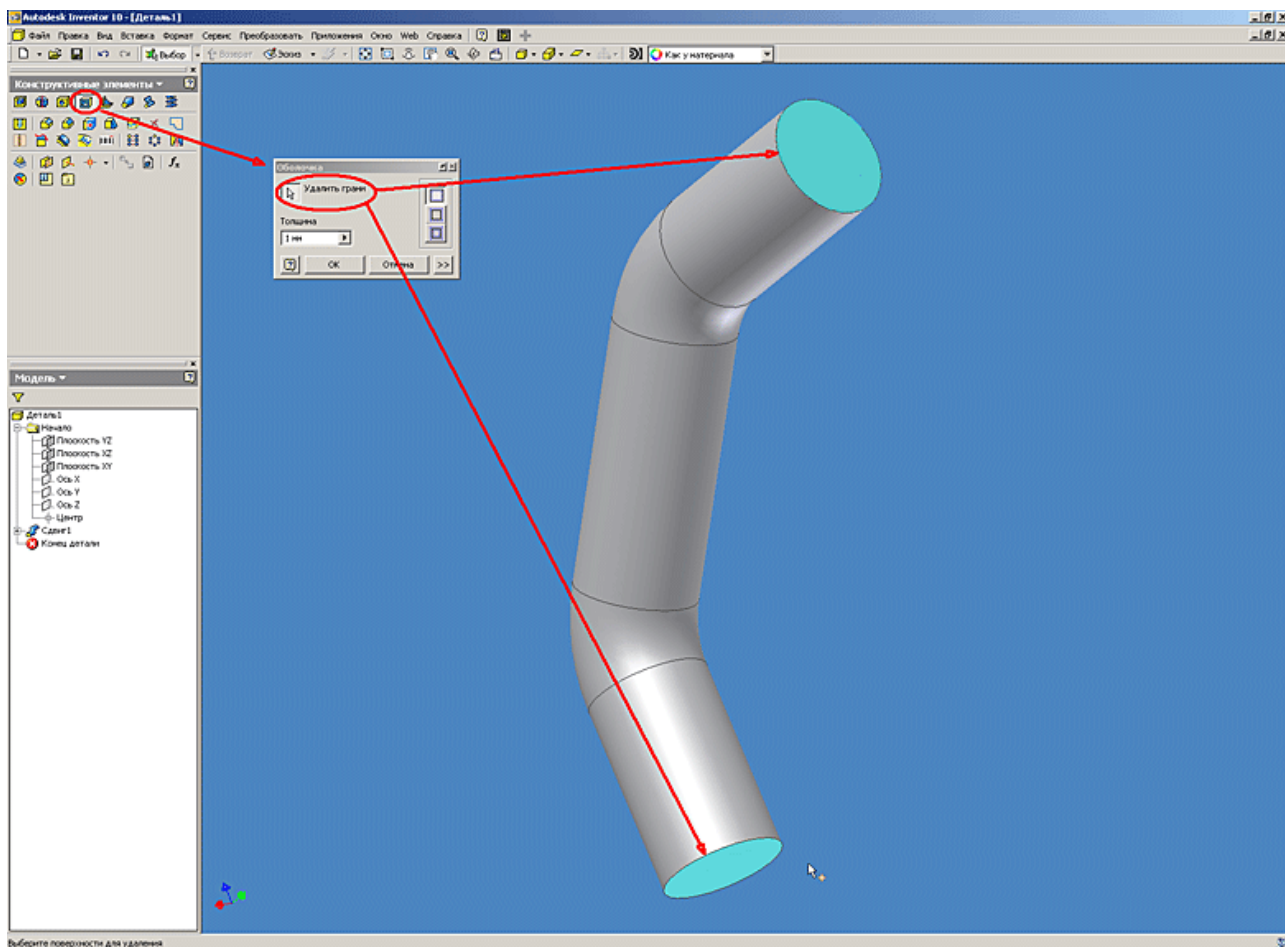 Autodesk Inventor 10 - [Деталь1]
Файл Правка Вид Вставка Формат Сервис Преобразовать Приложения Окно Web Справка
Выбор Возврат Эскиз Как у материала
Конструктивные элементы
Оболочка
Удалить грани
Толщина
1 мм
ОК Отмена >>
Модель
Деталь1
Начало
Плоскость YZ
Плоскость XZ
Плоскость XY
Ось X
Ось Y
Ось Z
Центр
Сдвиг1
Конец детали
Выберите поверхности для удаления